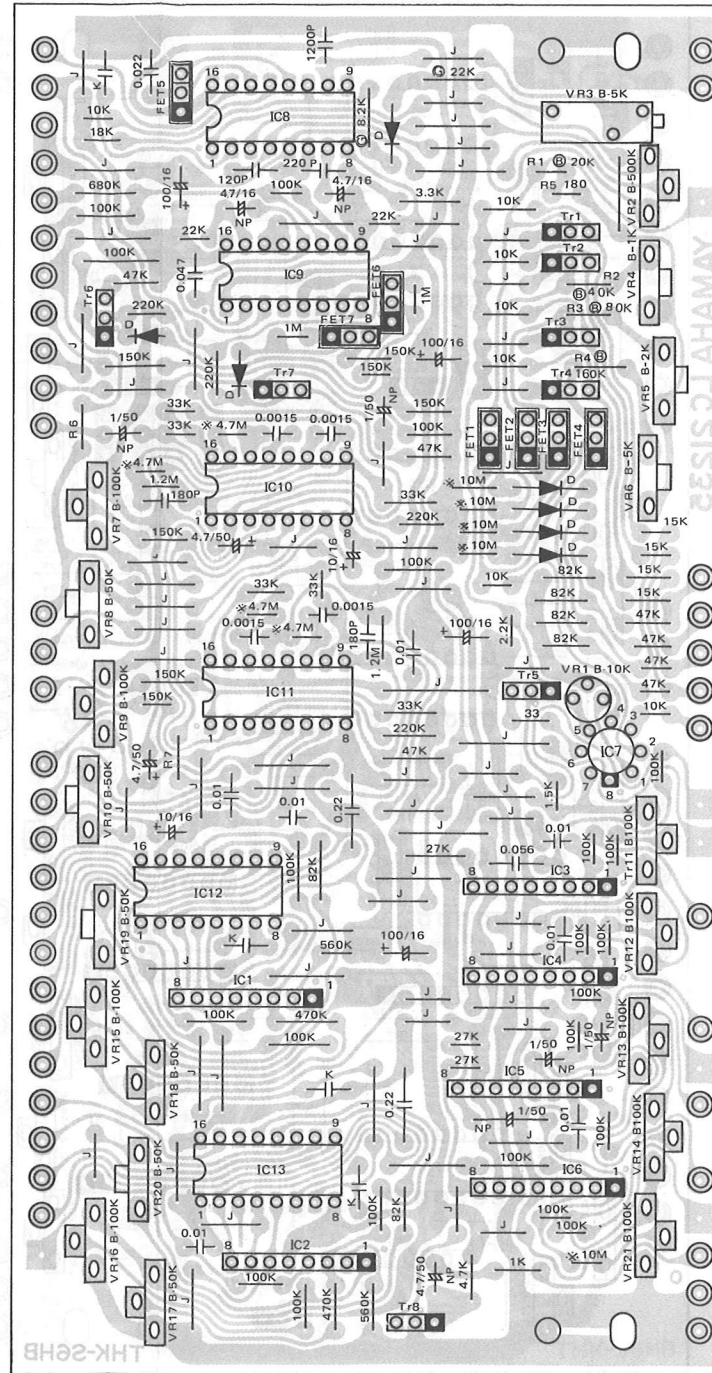 1200P
J
0.022
K
FET5
16
9
IC8
1
8
G 22K
J
G 8.2K
D
VR3 B-5K
10K
18K
J
680K
100K
J
100K
47K
100/16
+
120P
220P
47/16
NP
100K
4.7/16
NP
3.3K
22K
J
22K
J
16
9
IC9
1
8
0.047
FET6
1M
FET7
1M
R1 B 20K
R5 180
VR2 B-500K
10K
Tr1
J
Tr2
10K
VR4 B-1K
R2
B 40K
R3 B 80K
J
Tr3
R4 B
10K
Tr4 160K
VR5 B-2K
Tr6
220K
D
J
150K
J
J
220K
D
Tr7
150K
150K
100/16
+
1/50
NP
150K
100K
47K
J
R6
1/50
NP
33K
33K
※4.7M
0.0015
0.0015
FET1
FET2
FET3
FET4
J
VR6 B-5K
※4.7M
1.2M
180P
VR7 B-100K
16
9
IC10
1
8
33K
220K
※10M
D
※10M
D
※10M
D
※10M
D
15K
15K
150K
4.7/50
+
J
10/16
+
J
100K
J
10K
82K
15K
VR8 B-50K
J
J
J
J
33K
33K
※4.7M
0.0015
0.0015
※4.7M
180P
1.2M
0.01
100/16
+
2.2K
82K
82K
82K
47K
47K
47K
47K
10K
J
VR1 B-10K
Tr5
33
150K
150K
VR9 B-100K
16
9
IC11
1
8
J
33K
220K
47K
J
IC7
1
2
3
4
5
6
7
8
100K
4.7/50
+
R7
J
0.01
J
J
0.01
0.22
VR10 B-50K
J
10/16
+
J
1.5K
J
27K
0.056
0.01
100K
100K
Tr11 B100K
16
9
IC12
1
8
100K
82K
K
8
IC3
1
VR19 B-50K
J
560K
100/16
+
J
J
0.01
100K
100K
VR12 B100K
8
IC4
1
100K
J
J
8
IC1
1
100K
470K
100K
VR15 B-100K
VR18 B-50K
J
J
K
J
0.22
J
J
27K
27K
J
J
1/50
NP
100K
1/50
NP
VR13 B100K
8
IC5
1
NP
1/50
J
0.01
100K
VR14 B100K
J
VR20 B-50K
J
16
9
IC13
1
8
K
100K
82K
J
J
100K
8
IC6
1
VR16 B-100K
VR17 B-50K
J
0.01
J
8
IC2
1
100K
100K
470K
560K
4.7/50
NP
4.7K
J
1K
100K
100K
※10M
VR21 B100K
Tr8
THK-S6HB
YAMAHA LC21235